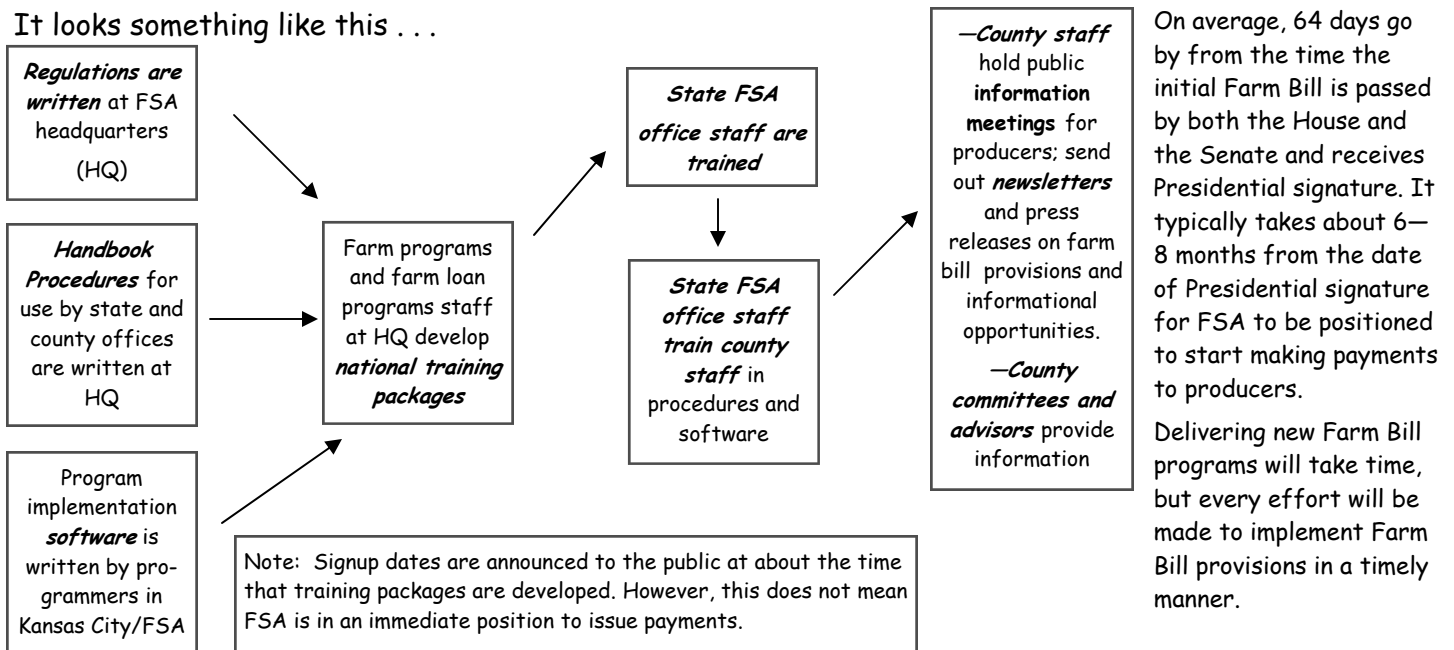 It looks something like this . . .
Regulations are
written at FSA
headquarters
(HQ)
Handbook
Procedures for
use by state and
county offices
are written at
HQ
Program
implementation
software is
written by pro-
grammers in
Kansas City/FSA
Farm programs
and farm loan
programs staff
at HQ develop
national training
packages
State FSA
office staff are
trained
State FSA
office staff
train county
staff in
procedures and
software
—County staff
hold public
information
meetings for
producers; send
out newsletters
and press
releases on farm
bill provisions and
informational
opportunities.
—County
committees and
advisors provide
information
Note: Signup dates are announced to the public at about the time
that training packages are developed. However, this does not mean
FSA is in an immediate position to issue payments.
On average, 64 days go
by from the time the
initial Farm Bill is passed
by both the House and
the Senate and receives
Presidential signature. It
typically takes about 6—
8 months from the date
of Presidential signature
for FSA to be positioned
to start making payments
to producers.
Delivering new Farm Bill
programs will take time,
but every effort will be
made to implement Farm
Bill provisions in a timely
manner.